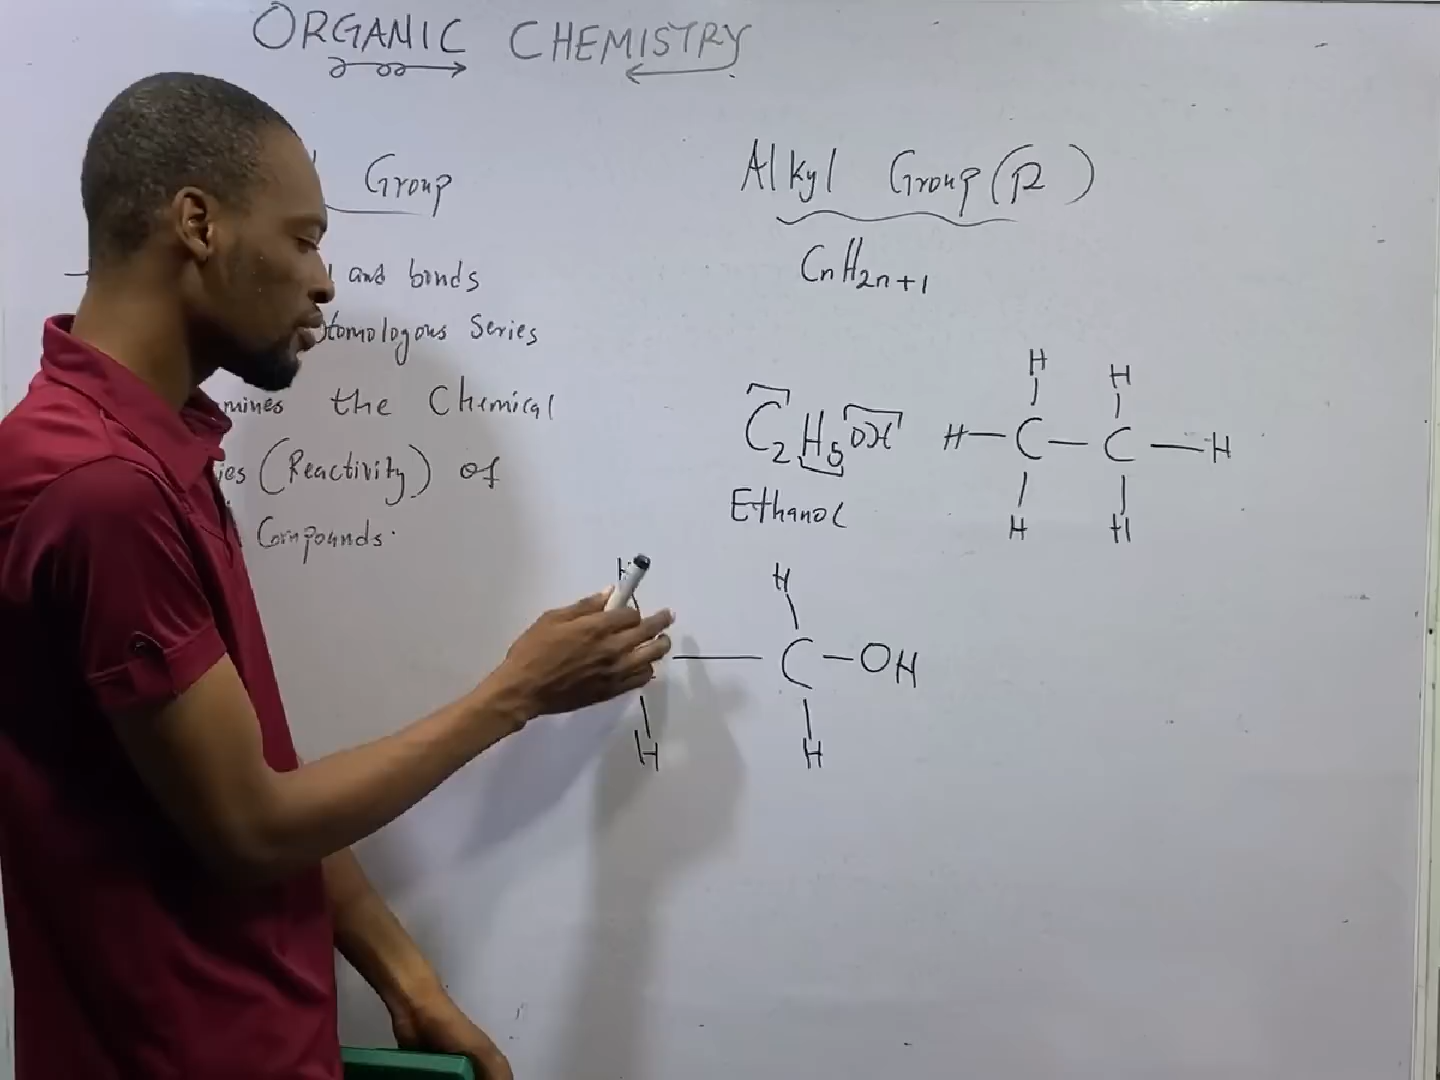 ORGANIC CHEMISTRY
Group
and bonds
Homologous Series
mines the Chemical
ies (Reactivity) of
Compounds.
Alkyl Group (R)
CnH2n+1
C2H5OH
Ethanol
H H
H — C — C — H
H H
H H
C — OH
H H